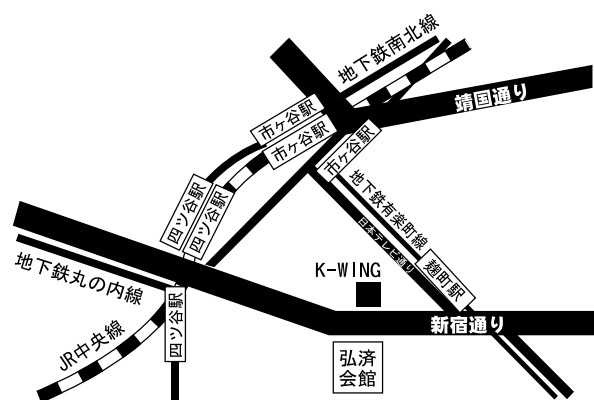 地下鉄南北線
靖国通り
市ヶ谷駅
市ヶ谷駅
市ヶ谷駅
四ツ谷駅
四ツ谷駅
地下鉄有楽町線
日本テレビ通り
麹町駅
地下鉄丸の内線
K-WING
四ツ谷駅
新宿通り
JR中央線
弘済
会館